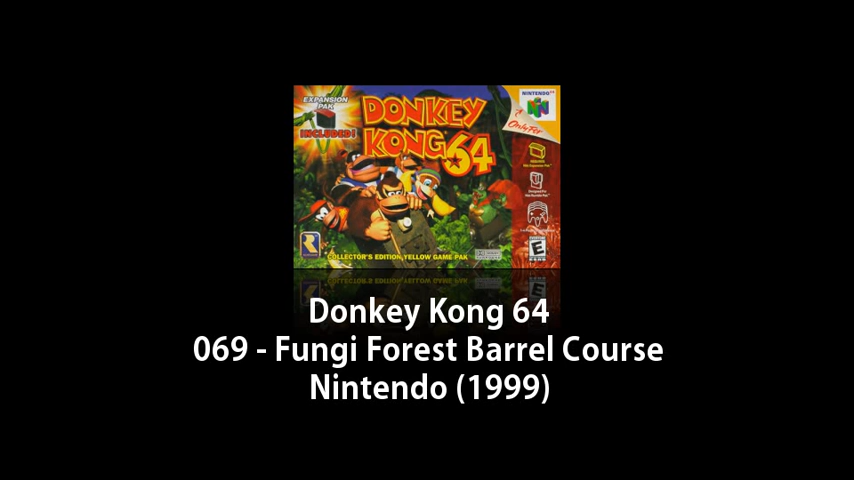 EXPANSION
PAK
INCLUDED!
DONKEY
KONG 64
NINTENDO 64
N
Only For
R
COLLECTOR'S EDITION YELLOW GAME PAK
E
Donkey Kong 64
069 - Fungi Forest Barrel Course
Nintendo (1999)